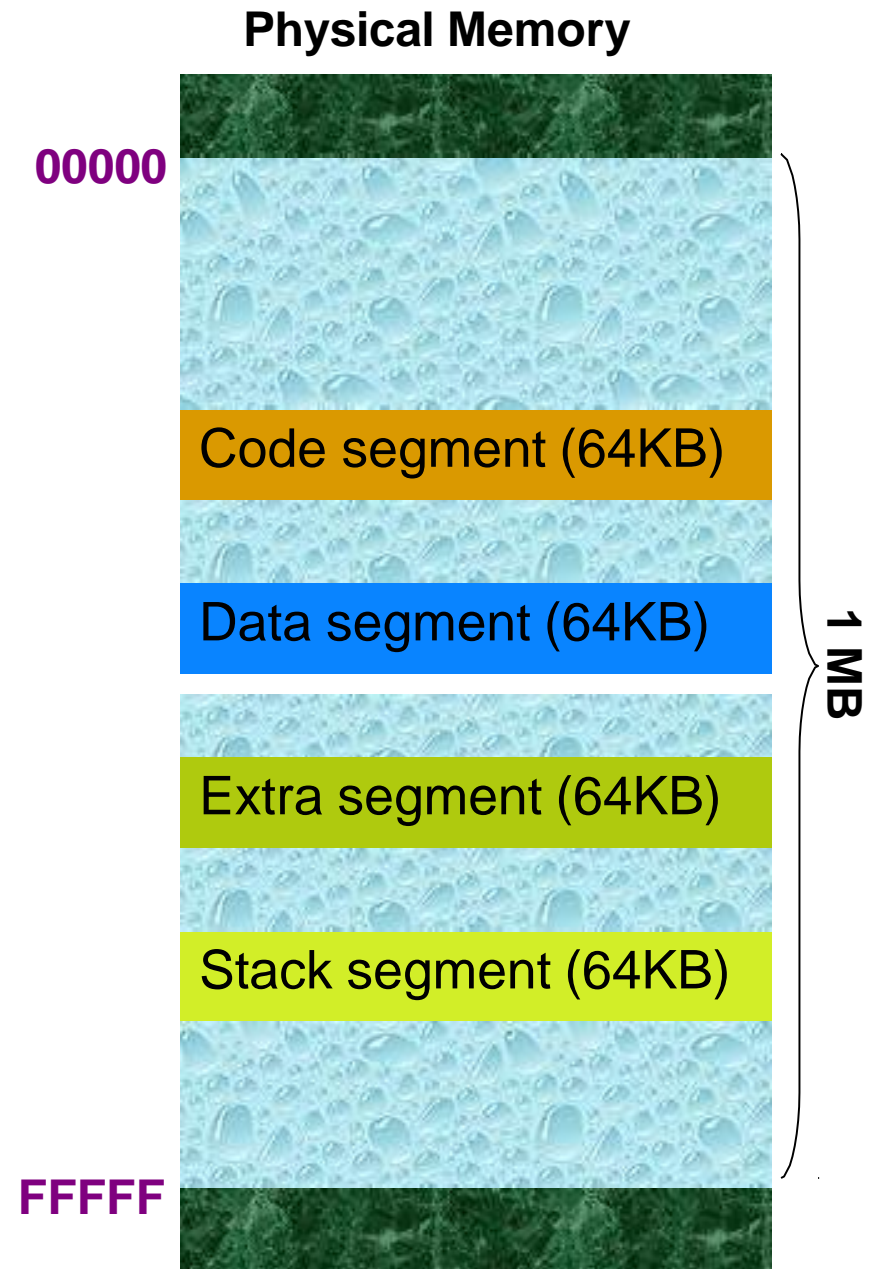 Physical Memory
00000
Code segment (64KB)
Data segment (64KB)
1 MB
Extra segment (64KB)
Stack segment (64KB)
FFFFF